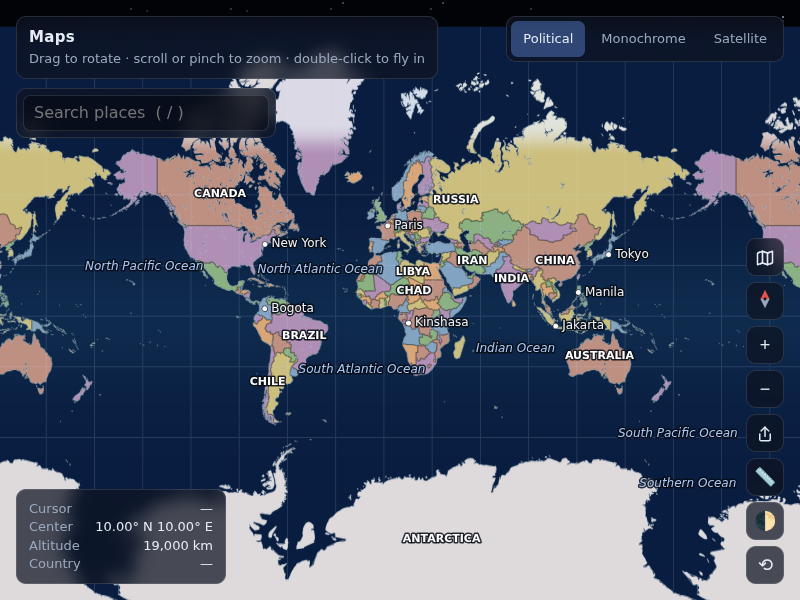 Maps
Drag to rotate · scroll or pinch to zoom · double-click to fly in
Political Monochrome Satellite
Search places ( / )
CANADA
RUSSIA
Paris
New York
Tokyo
North Pacific Ocean
North Atlantic Ocean
LIBYA
IRAN
CHINA
INDIA
CHAD
Manila
Bogota
Kinshasa
Jakarta
BRAZIL
Indian Ocean
AUSTRALIA
South Atlantic Ocean
CHILE
South Pacific Ocean
Southern Ocean
ANTARCTICA
+
−
Cursor —
Center 10.00° N 10.00° E
Altitude 19,000 km
Country —